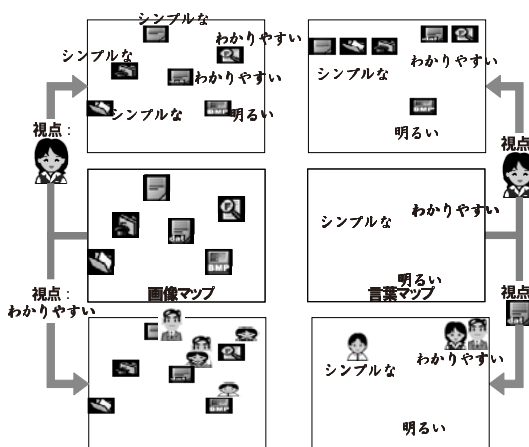 シンプルな
わかりやすい
シンプルな
わかりやすい
シンプルな
明るい
視点：
わかりやすい
シンプルな
明るい
視点
画像マップ
BMP
わかりやすい
シンプルな
明るい
言葉マップ
視点：
わかりやすい
視点
わかりやすい
シンプルな
明るい